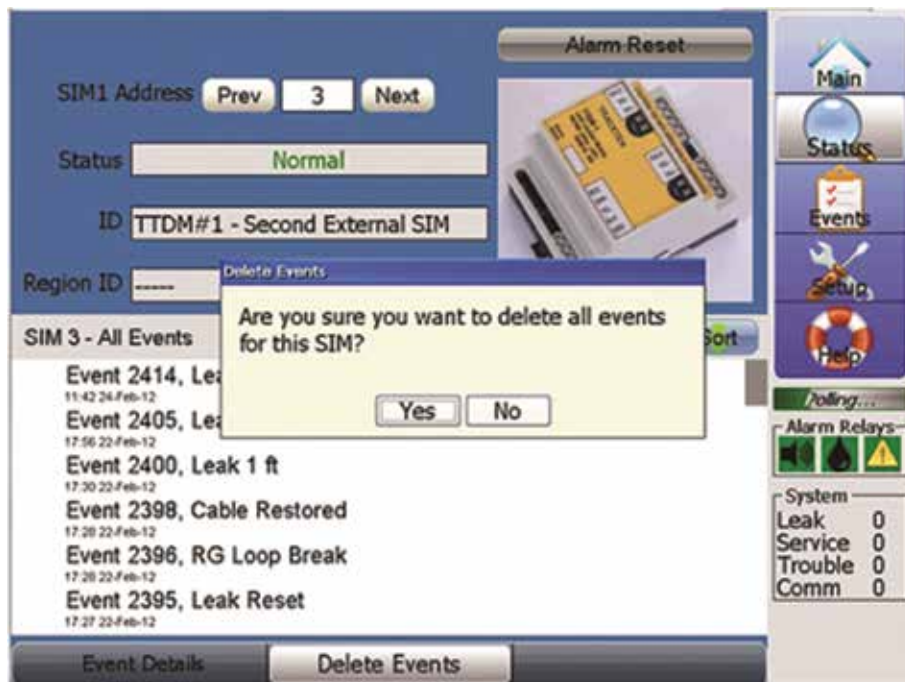 Alarm Reset
SIM1 Address Prev 3 Next
Status Normal
ID TTDM#1 - Second External SIM
Region ID -----
Delete Events
Are you sure you want to delete all events
for this SIM?
Yes No
SIM 3 - All Events
Sort
Event 2414, Lea
11:42 24-Feb-12
Event 2405, Lea
17:56 22-Feb-12
Event 2400, Leak 1 ft
17:30 22-Feb-12
Event 2398, Cable Restored
17:28 22-Feb-12
Event 2396, RG Loop Break
17:28 22-Feb-12
Event 2395, Leak Reset
17:27 22-Feb-12
Event Details Delete Events
Main
Status
Events
Setup
Help
Polling...
Alarm Relays
System
Leak 0
Service 0
Trouble 0
Comm 0